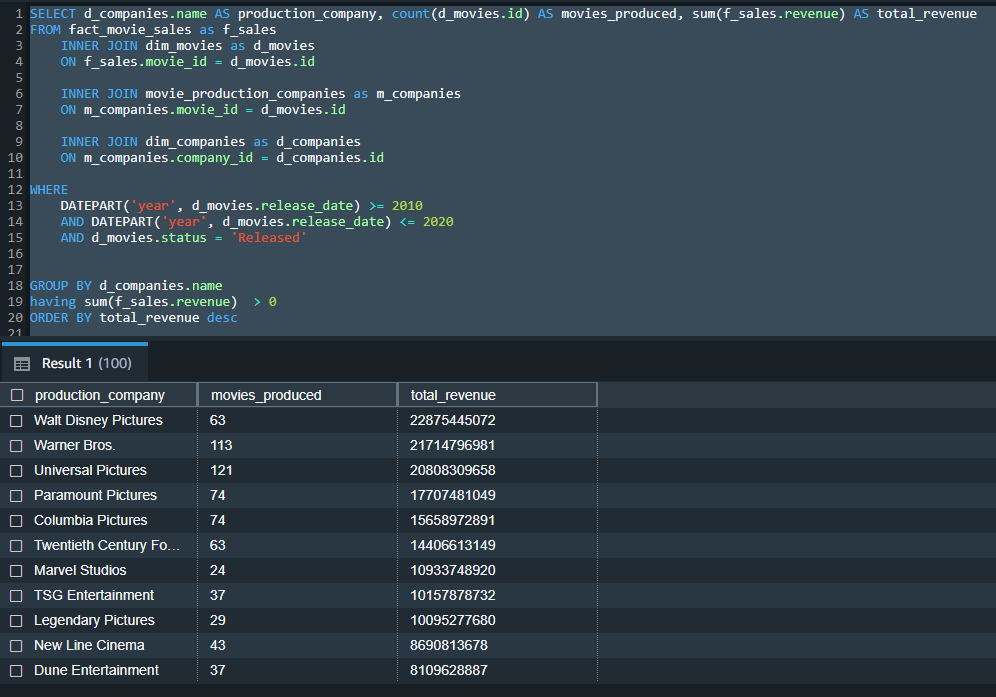 1 SELECT d_companies.name AS production_company, count(d_movies.id) AS movies_produced, sum(f_sales.revenue) AS total_revenue
2 FROM fact_movie_sales as f_sales
3 INNER JOIN dim_movies as d_movies
4 ON f_sales.movie_id = d_movies.id
5
6 INNER JOIN movie_production_companies as m_companies
7 ON m_companies.movie_id = d_movies.id
8
9 INNER JOIN dim_companies as d_companies
10 ON m_companies.company_id = d_companies.id
11
12 WHERE
13 DATEPART('year', d_movies.release_date) >= 2010
14 AND DATEPART('year', d_movies.release_date) <= 2020
15 AND d_movies.status = 'Released'
16
17
18 GROUP BY d_companies.name
19 having sum(f_sales.revenue) > 0
20 ORDER BY total_revenue desc
21
Result 1 (100)
production_company movies_produced total_revenue
Walt Disney Pictures 63 22875445072
Warner Bros. 113 21714796981
Universal Pictures 121 20808309658
Paramount Pictures 74 17707481049
Columbia Pictures 74 15658972891
Twentieth Century Fo... 63 14406613149
Marvel Studios 24 10933748920
TSG Entertainment 37 10157878732
Legendary Pictures 29 10095277680
New Line Cinema 43 8690813678
Dune Entertainment 37 8109628887